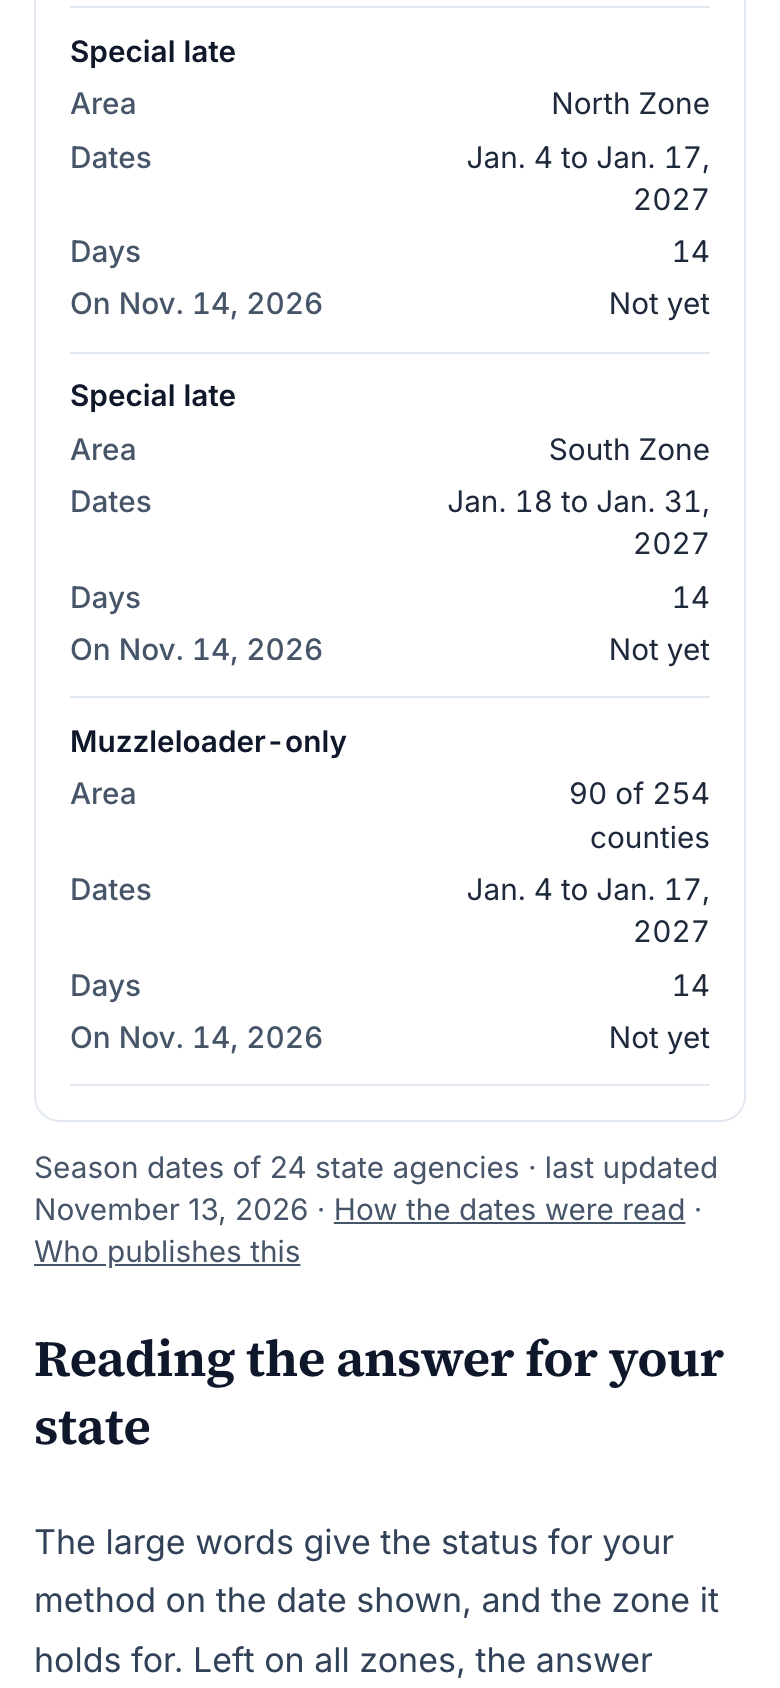 Special late
Area North Zone
Dates Jan. 4 to Jan. 17,
2027
Days 14
On Nov. 14, 2026 Not yet
Special late
Area South Zone
Dates Jan. 18 to Jan. 31,
2027
Days 14
On Nov. 14, 2026 Not yet
Muzzleloader-only
Area 90 of 254
counties
Dates Jan. 4 to Jan. 17,
2027
Days 14
On Nov. 14, 2026 Not yet
Season dates of 24 state agencies · last updated
November 13, 2026 · How the dates were read ·
Who publishes this
Reading the answer for your
state
The large words give the status for your
method on the date shown, and the zone it
holds for. Left on all zones, the answer